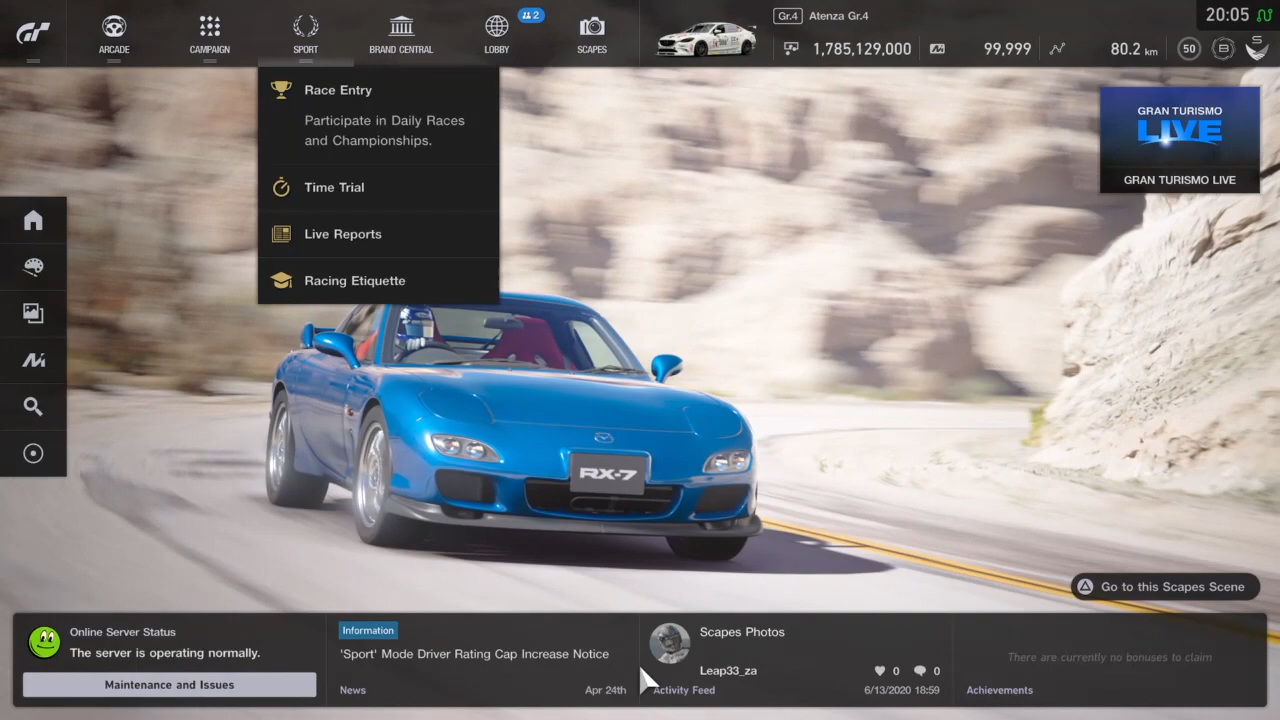 ARCADE
CAMPAIGN
SPORT
BRAND CENTRAL
LOBBY
2
SCAPES
Gr.4 Atenza Gr.4
1,785,129,000
99,999
80.2 km
50
B
S
20:05
Race Entry
Participate in Daily Races
and Championships.
Time Trial
Live Reports
Racing Etiquette
GRAN TURISMO
LIVE
GRAN TURISMO LIVE
RX-7
Go to this Scapes Scene
Online Server Status
The server is operating normally.
Maintenance and Issues
Information
'Sport' Mode Driver Rating Cap Increase Notice
News
Apr 24th
Scapes Photos
Leap33_za
0
0
Activity Feed
6/13/2020 18:59
There are currently no bonuses to claim
Achievements